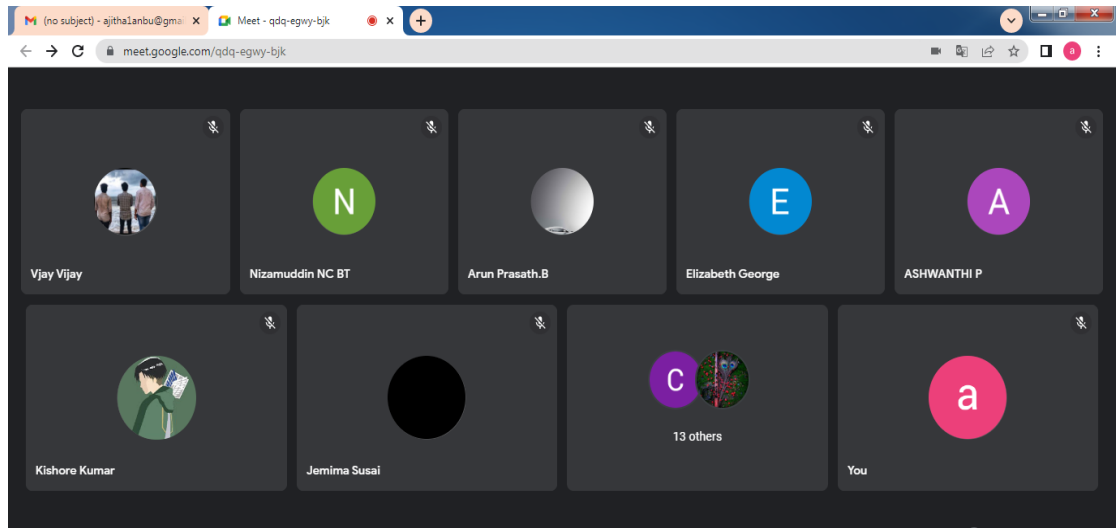 (no subject) - ajitha1anbu@gmai
Meet - qdq-egwy-bjk
meet.google.com/qdq-egwy-bjk
a
N
E
A
Vjay Vijay
Nizamuddin NC BT
Arun Prasath.B
Elizabeth George
ASHWANTHI P
C
a
13 others
Kishore Kumar
Jemima Susai
You